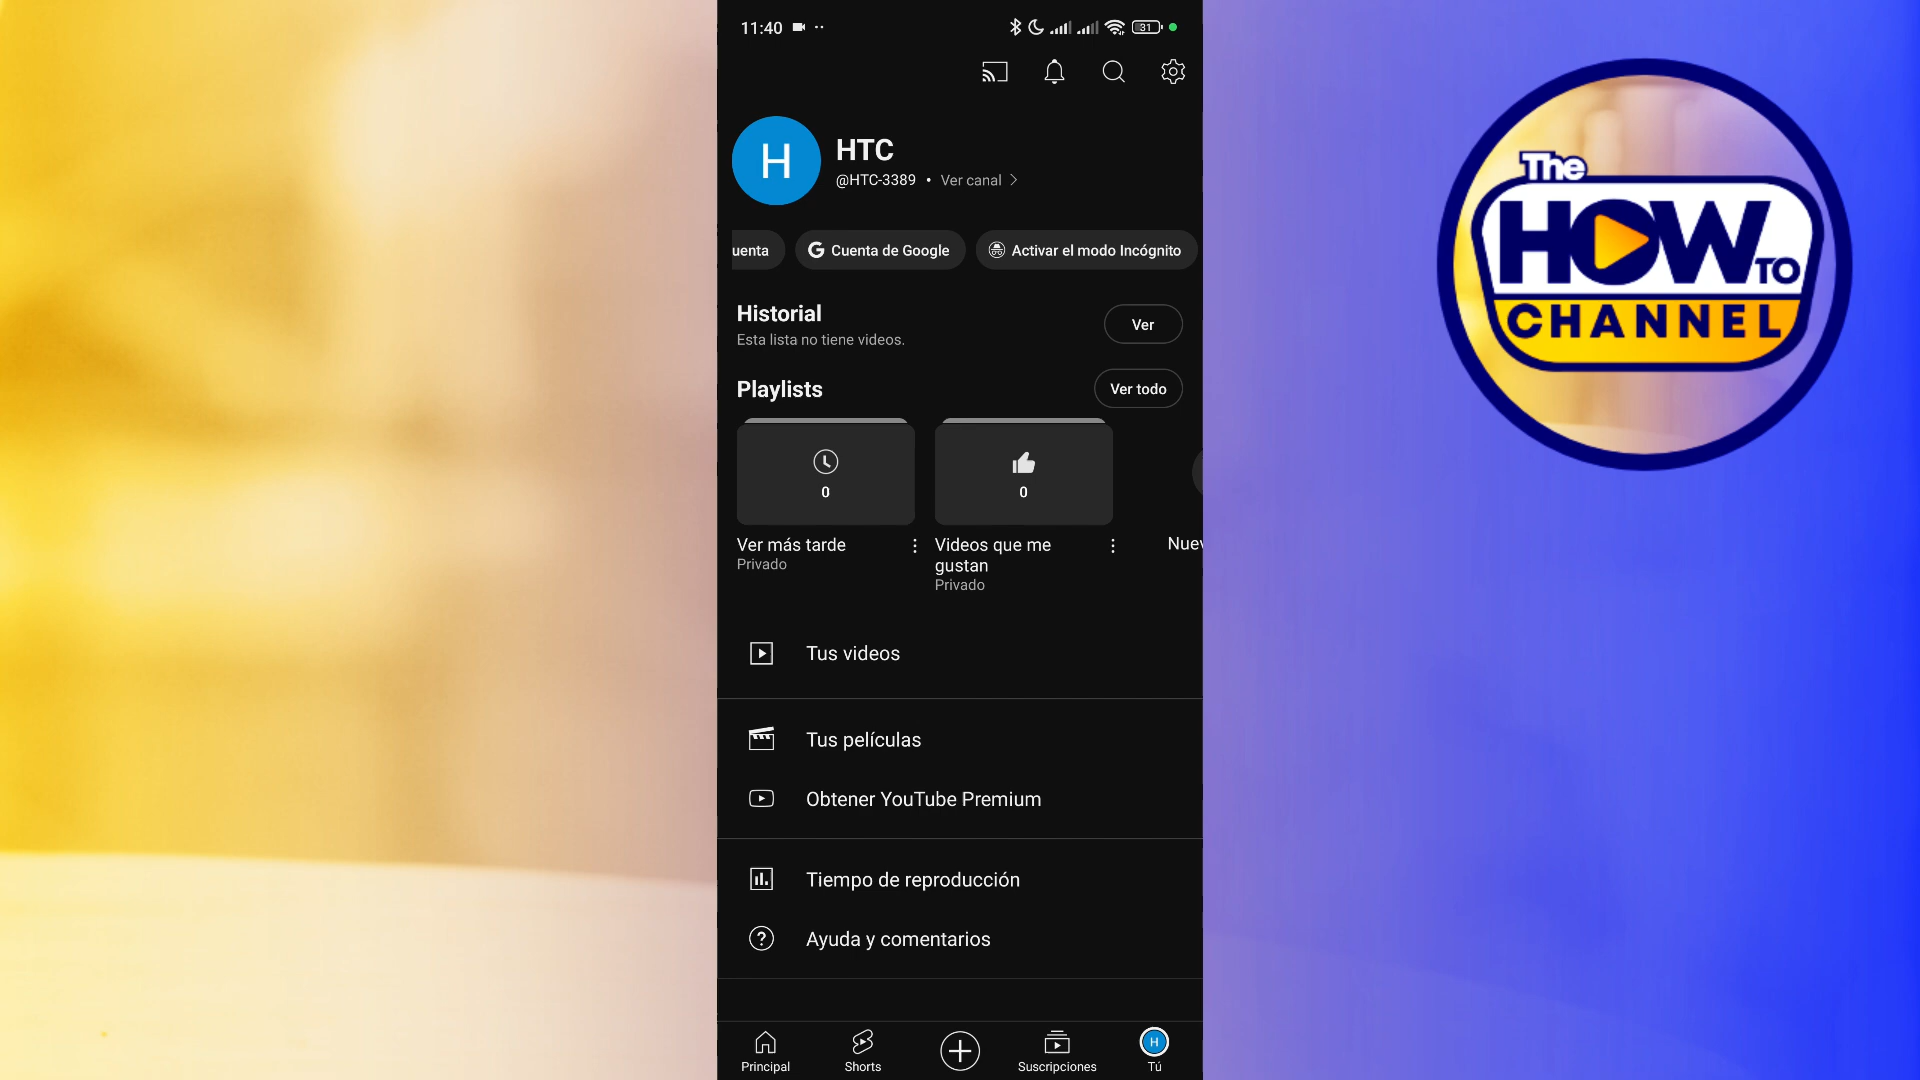 11:40
31
H
HTC
@HTC-3389 • Ver canal
uenta
Cuenta de Google
Activar el modo Incógnito
Historial
Esta lista no tiene videos.
Ver
Playlists
Ver todo
0
0
Ver más tarde
Privado
Videos que me
gustan
Privado
Nuev
Tus videos
Tus películas
Obtener YouTube Premium
Tiempo de reproducción
Ayuda y comentarios
Principal
Shorts
Suscripciones
H
Tú
The
HOW TO
CHANNEL